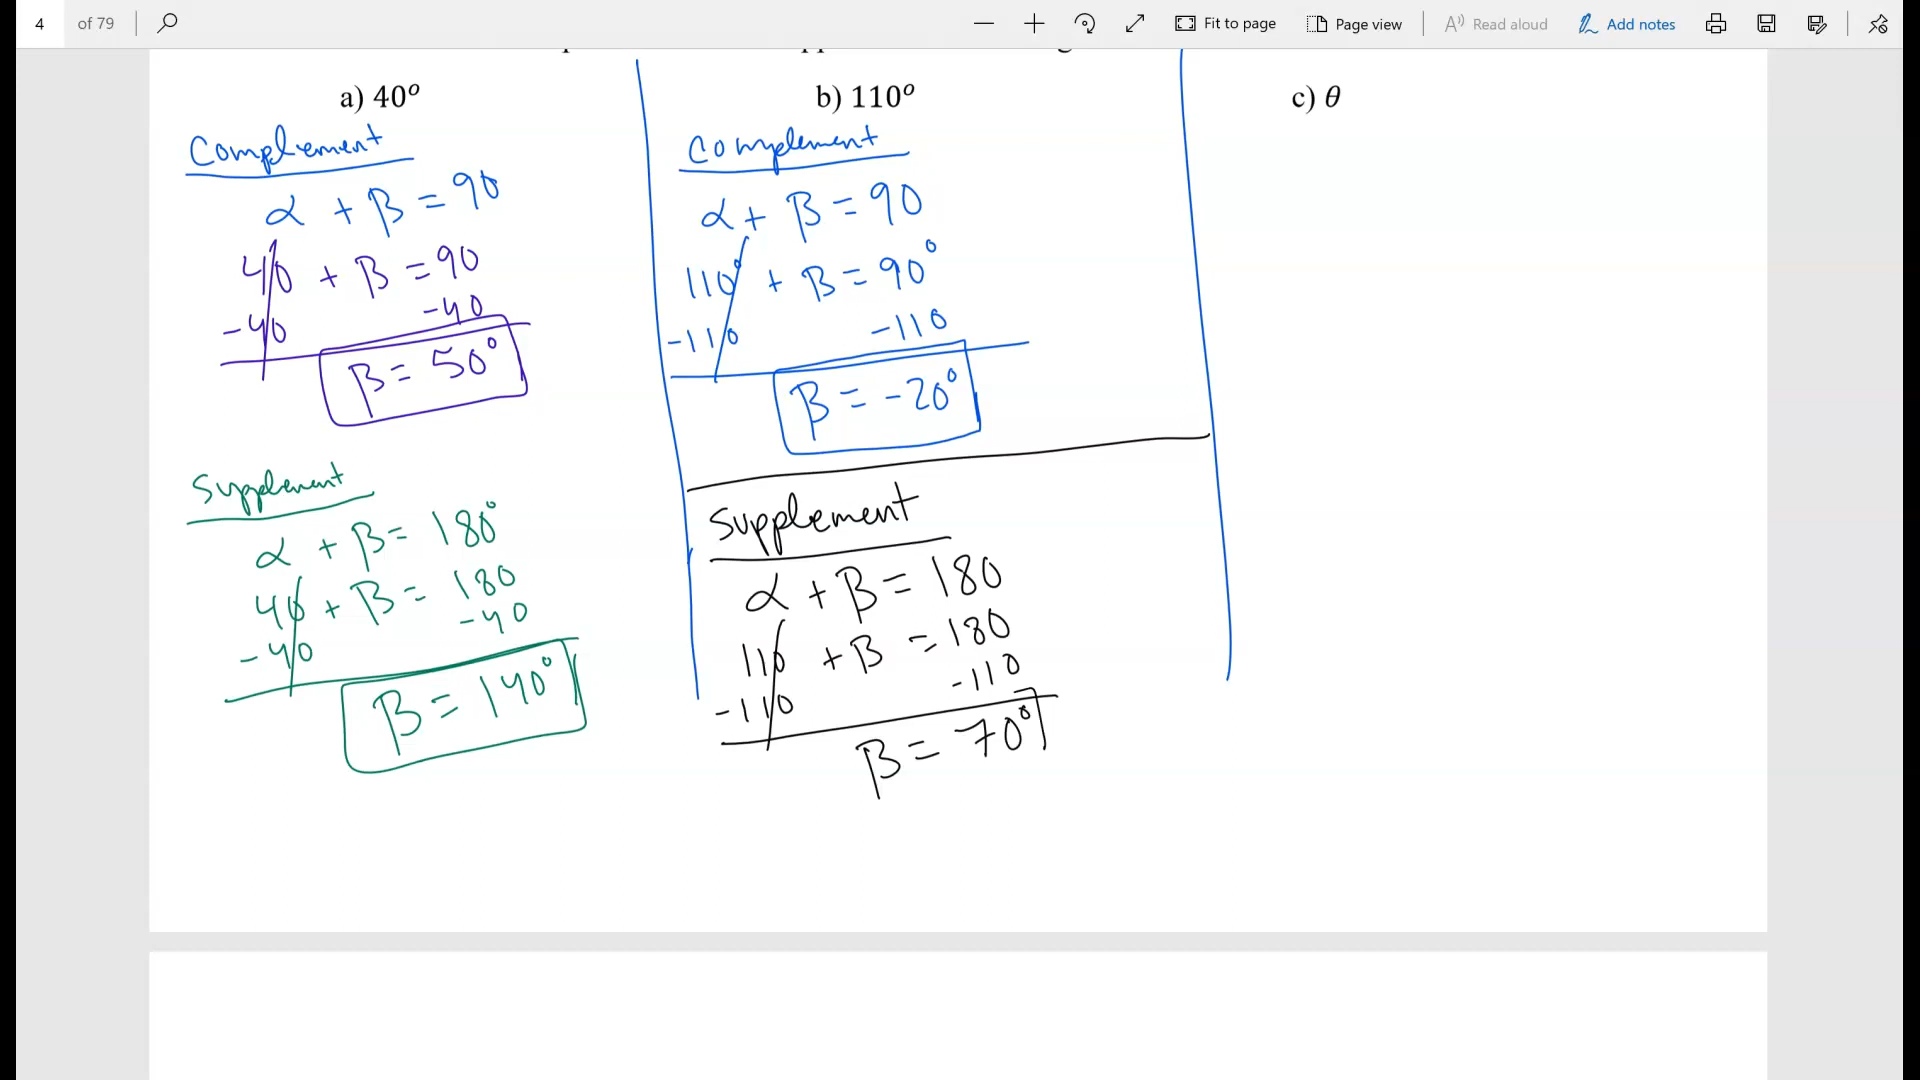 4 of 79
Fit to page
Page view
Read aloud
Add notes
a) 40°
Complement
α + β = 90
40 + β = 90
-40 -40
β = 50°
Supplement
α + β = 180°
40 + β = 180
-40 -40
β = 140°
b) 110°
Complement
α + β = 90
110° + β = 90°
-110 -110
β = -20°
Supplement
α + β = 180
110 + β = 180
-110 -110
β = 70°
c) θ